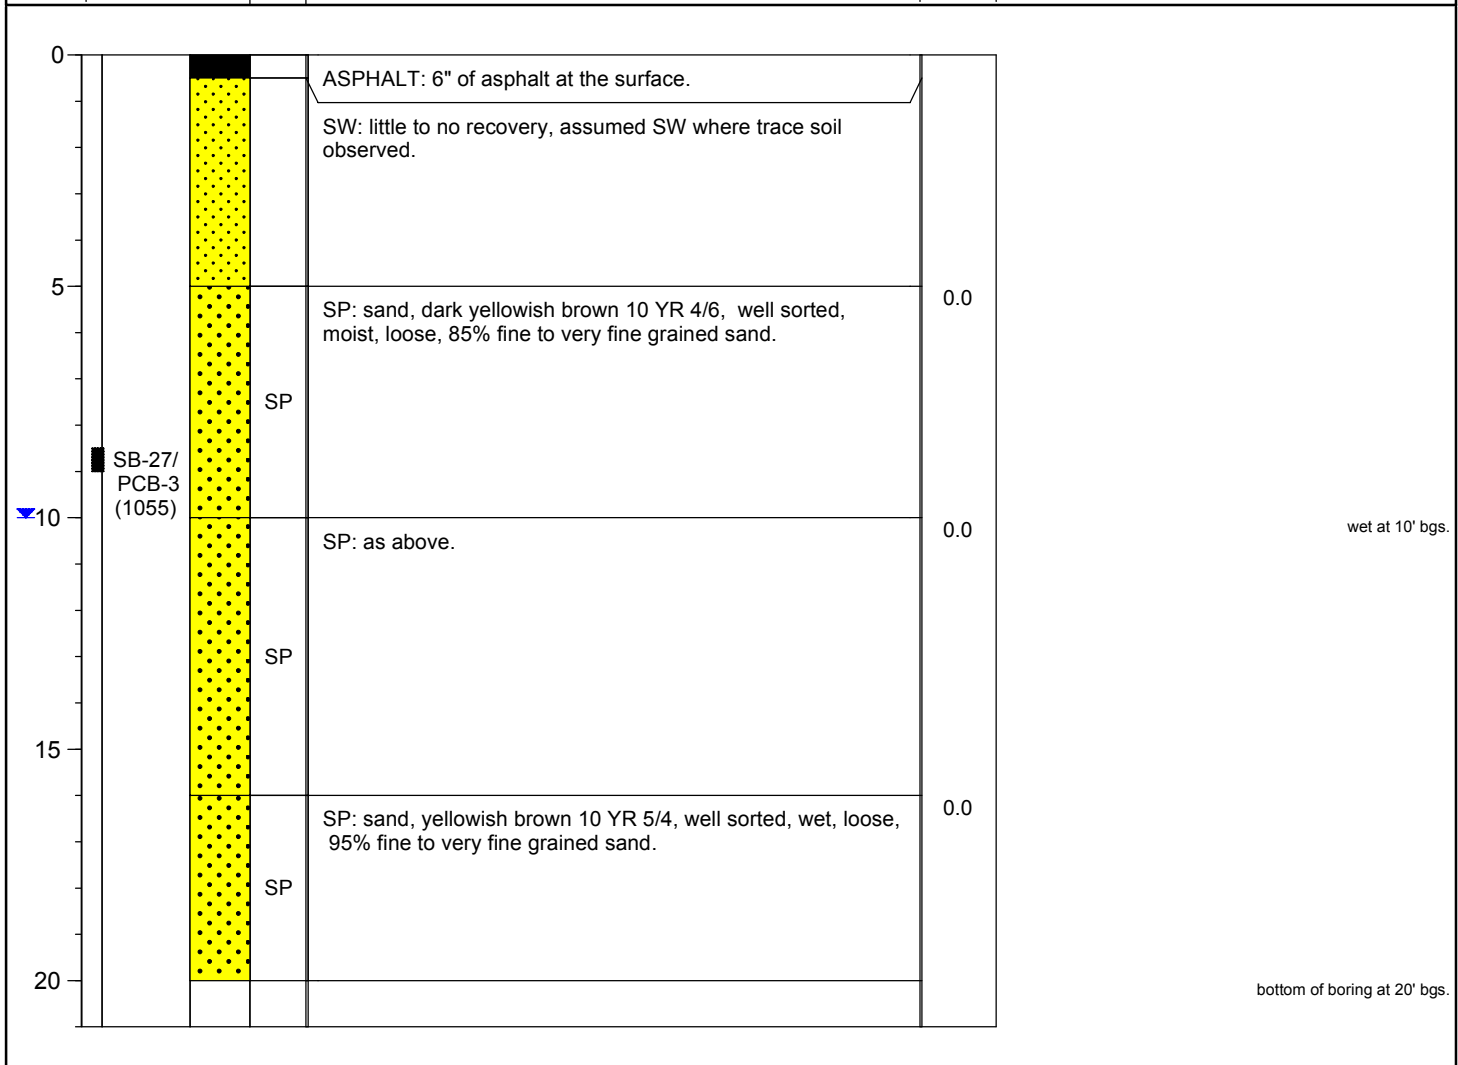 0
ASPHALT: 6" of asphalt at the surface.
SW: little to no recovery, assumed SW where trace soil
observed.
5
SP: sand, dark yellowish brown 10 YR 4/6, well sorted,
moist, loose, 85% fine to very fine grained sand.
0.0
SP
SB-27/
PCB-3
(1055)
10
SP: as above.
0.0
wet at 10' bgs.
SP
15
SP: sand, yellowish brown 10 YR 5/4, well sorted, wet, loose,
95% fine to very fine grained sand.
0.0
SP
20
bottom of boring at 20' bgs.